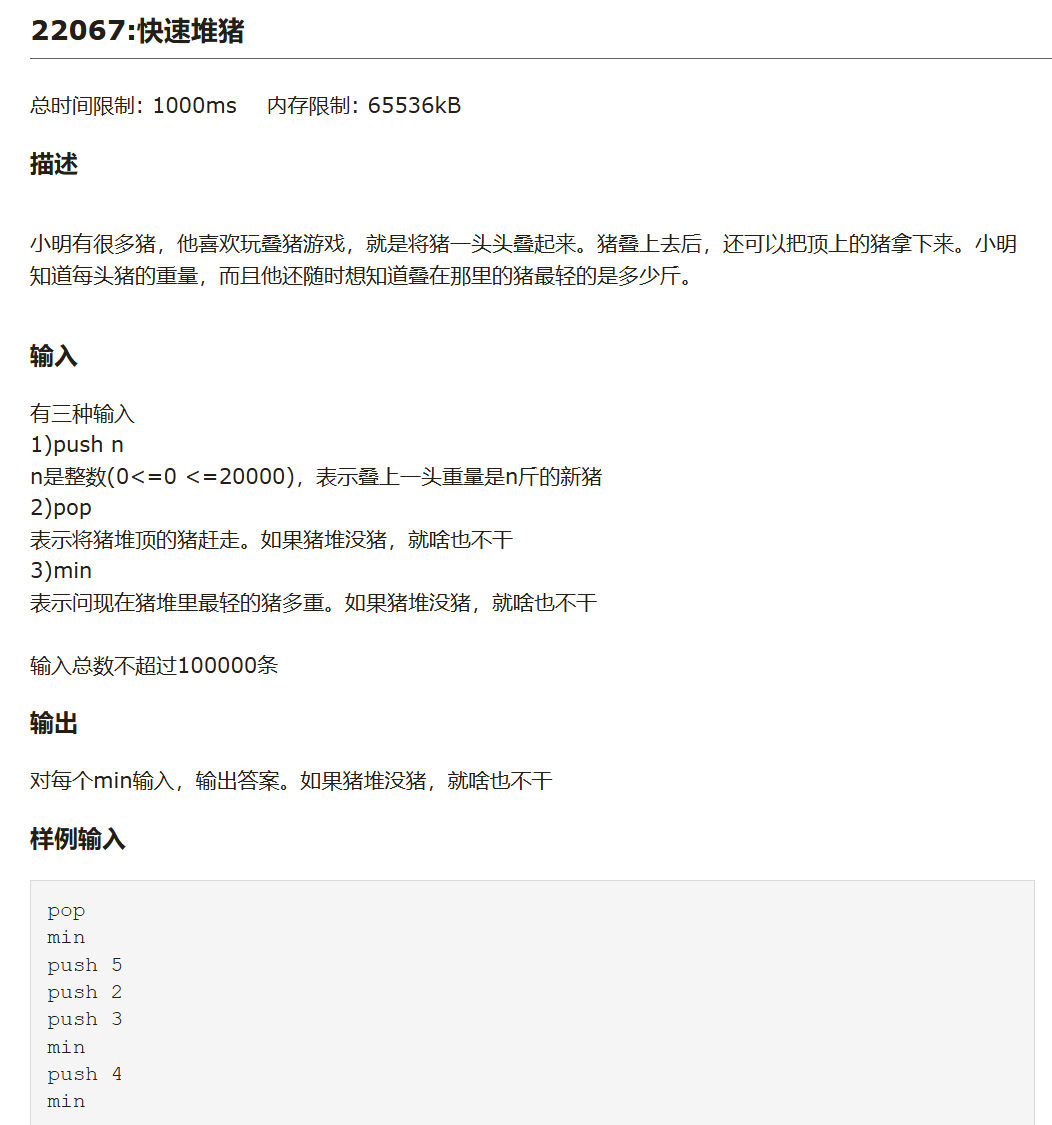 22067:快速堆猪
总时间限制: 1000ms 内存限制: 65536kB
描述
小明有很多猪，他喜欢玩叠猪游戏，就是将猪一头头叠起来。猪叠上去后，还可以把顶上的猪拿下来。小明
知道每头猪的重量，而且他还随时想知道叠在那里的猪最轻的是多少斤。
输入
有三种输入
1)push n
n是整数(0<=0 <=20000)，表示叠上一头重量是n斤的新猪
2)pop
表示将猪堆顶的猪赶走。如果猪堆没猪，就啥也不干
3)min
表示问现在猪堆里最轻的猪多重。如果猪堆没猪，就啥也不干
输入总数不超过100000条
输出
对每个min输入，输出答案。如果猪堆没猪，就啥也不干
样例输入
pop
min
push 5
push 2
push 3
min
push 4
min